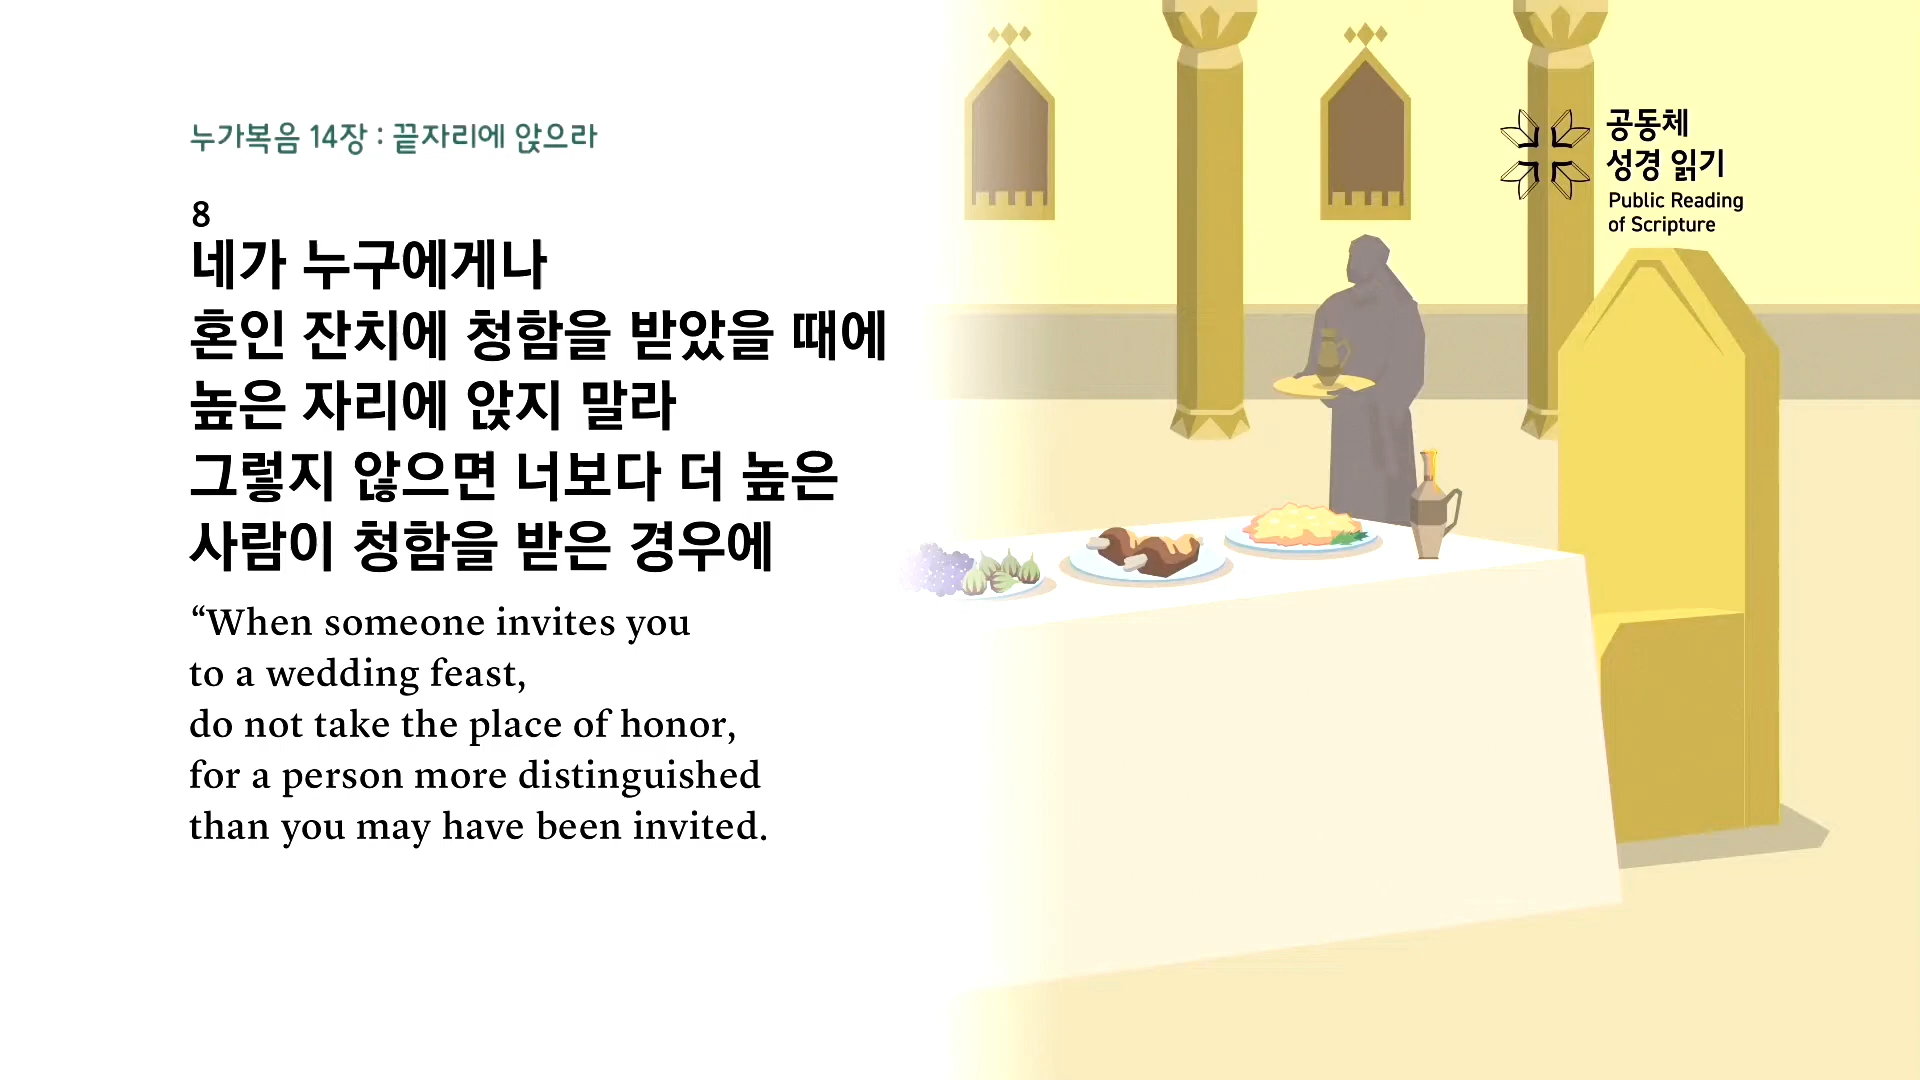 누가복음 14장 : 끝자리에 앉으라
8
네가 누구에게나
혼인 잔치에 청함을 받았을 때에
높은 자리에 앉지 말라
그렇지 않으면 너보다 더 높은
사람이 청함을 받은 경우에
“When someone invites you
to a wedding feast,
do not take the place of honor,
for a person more distinguished
than you may have been invited.
공동체
성경 읽기
Public Reading
of Scripture